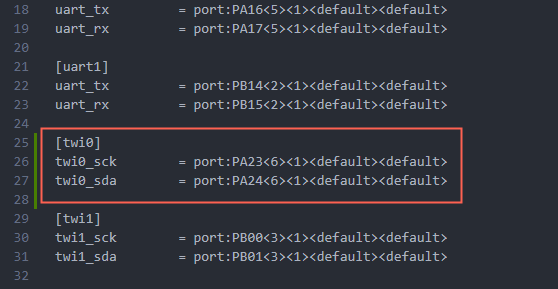 18 uart_tx = port:PA16<5><1><default><default>
19 uart_rx = port:PA17<5><1><default><default>
20
21 [uart1]
22 uart_tx = port:PB14<2><1><default><default>
23 uart_rx = port:PB15<2><1><default><default>
24
25 [twi0]
26 twi0_sck = port:PA23<6><1><default><default>
27 twi0_sda = port:PA24<6><1><default><default>
28
29 [twi1]
30 twi1_sck = port:PB00<3><1><default><default>
31 twi1_sda = port:PB01<3><1><default><default>
32